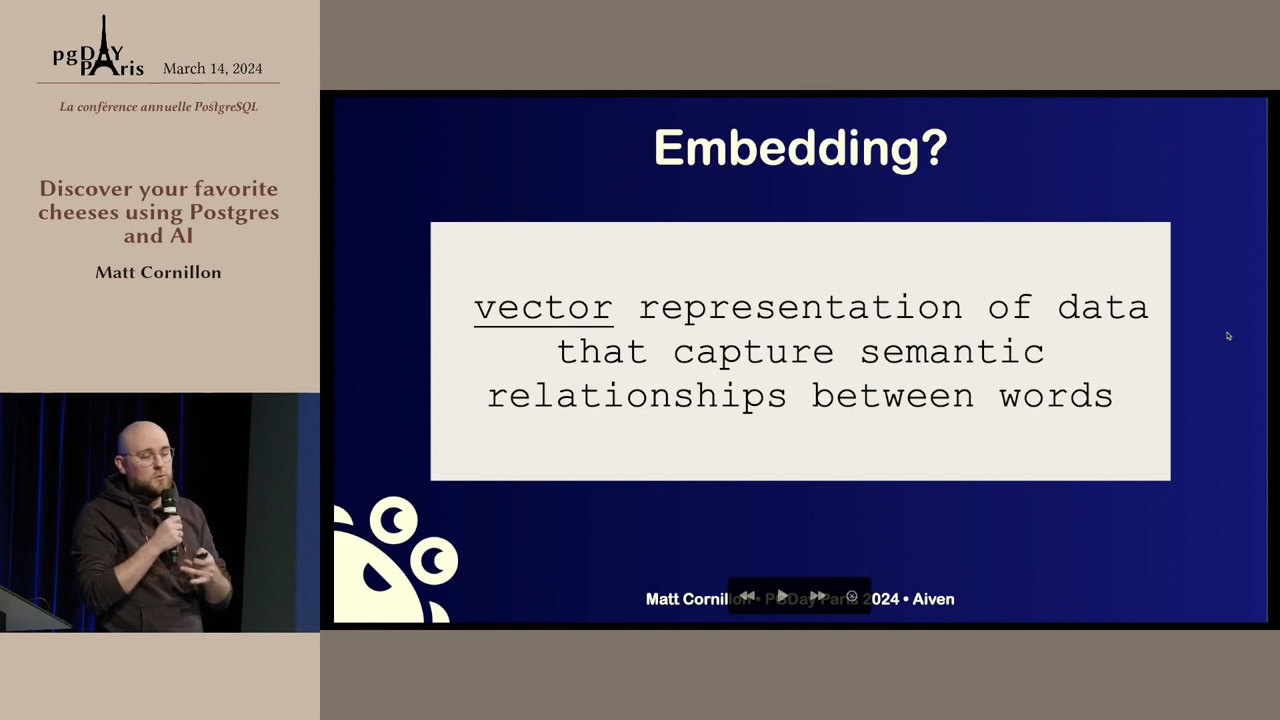 pgDAY
PAris
March 14, 2024
La conférence annuelle PostgreSQL
Discover your favorite
cheeses using Postgres
and AI
Matt Cornillon
Embedding?
vector representation of data
that capture semantic
relationships between words
Matt Cornillon • PGDay Paris 2024 • Aiven